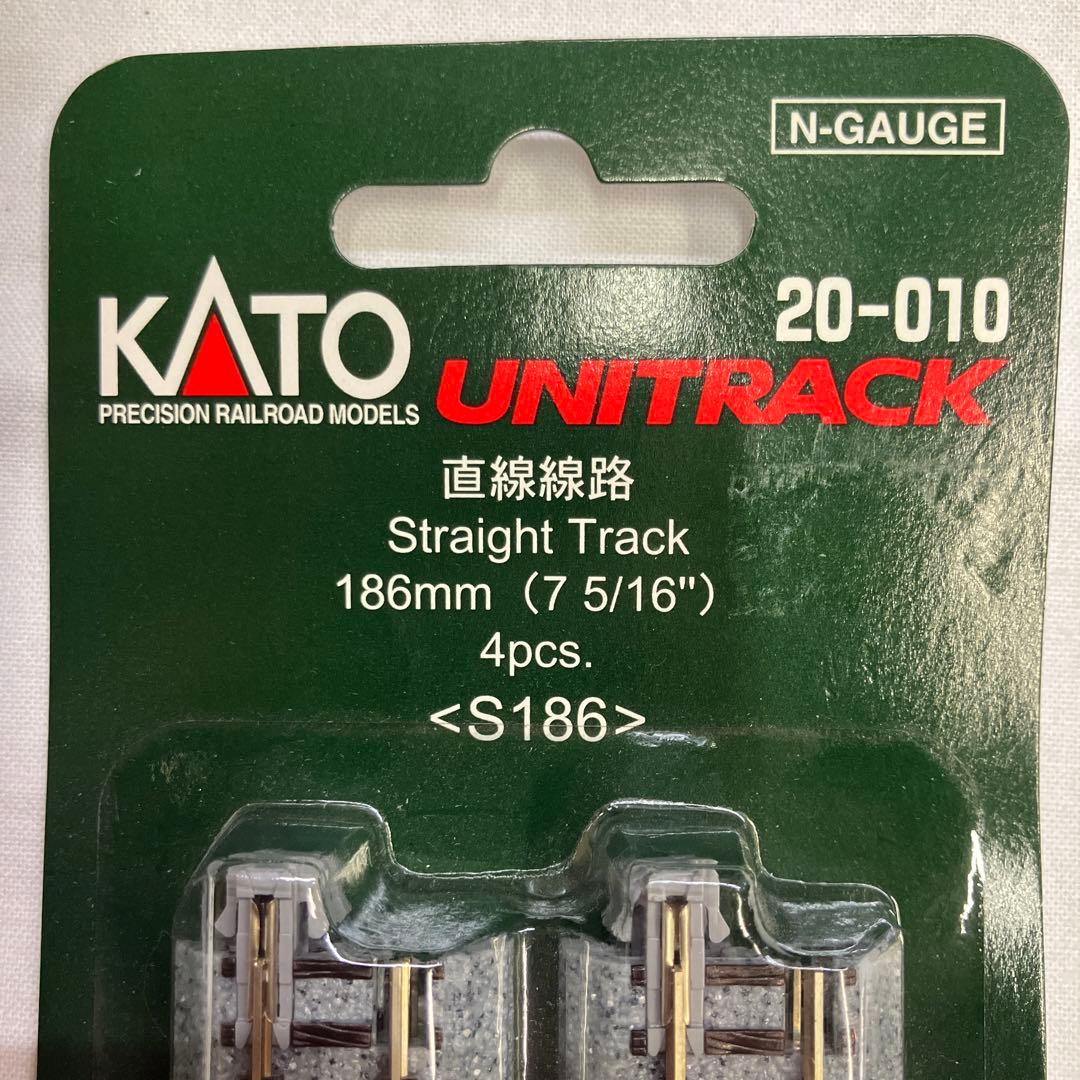 N-GAUGE
20-010
KATO
UNITRACK
PRECISION RAILROAD MODELS
直線線路
Straight Track
186mm（7 5/16"）
4pcs.
<S186>